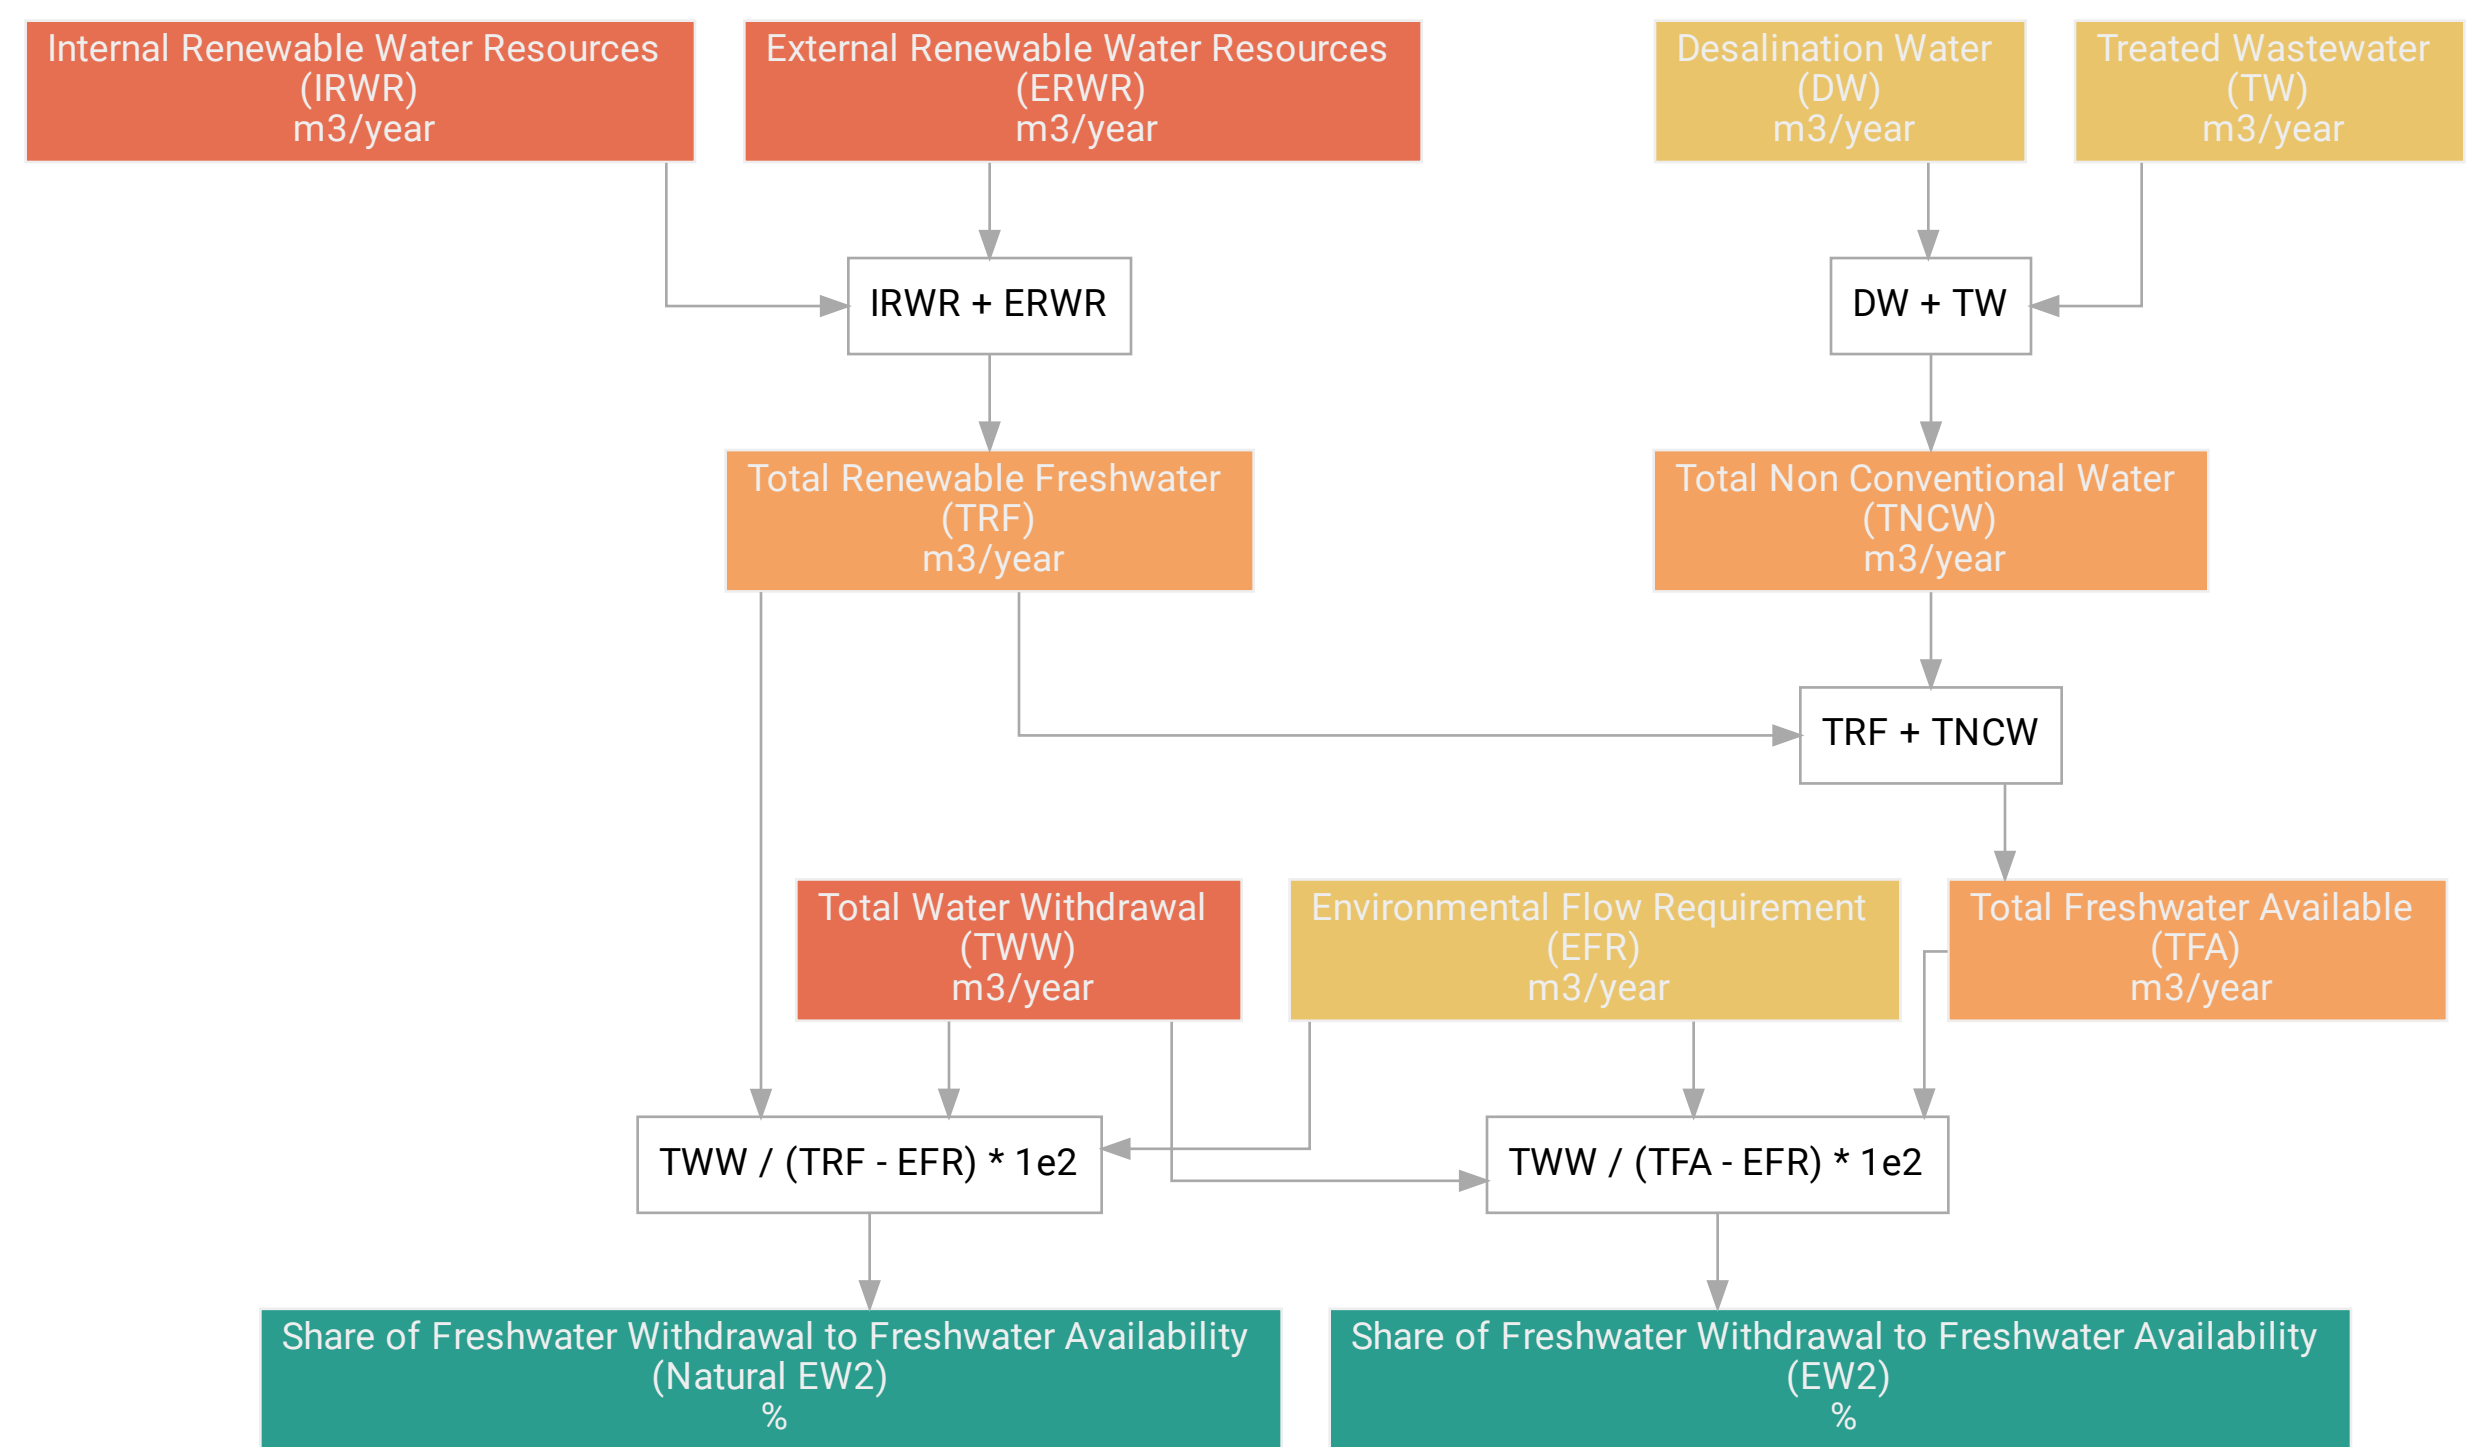 Internal Renewable Water Resources
(IRWR)
m3/year
External Renewable Water Resources
(ERWR)
m3/year
Desalination Water
(DW)
m3/year
Treated Wastewater
(TW)
m3/year
IRWR + ERWR
DW + TW
Total Renewable Freshwater
(TRF)
m3/year
Total Non Conventional Water
(TNCW)
m3/year
TRF + TNCW
Total Water Withdrawal
(TWW)
m3/year
Environmental Flow Requirement
(EFR)
m3/year
Total Freshwater Available
(TFA)
m3/year
TWW / (TRF - EFR) * 1e2
TWW / (TFA - EFR) * 1e2
Share of Freshwater Withdrawal to Freshwater Availability
(Natural EW2)
%
Share of Freshwater Withdrawal to Freshwater Availability
(EW2)
%